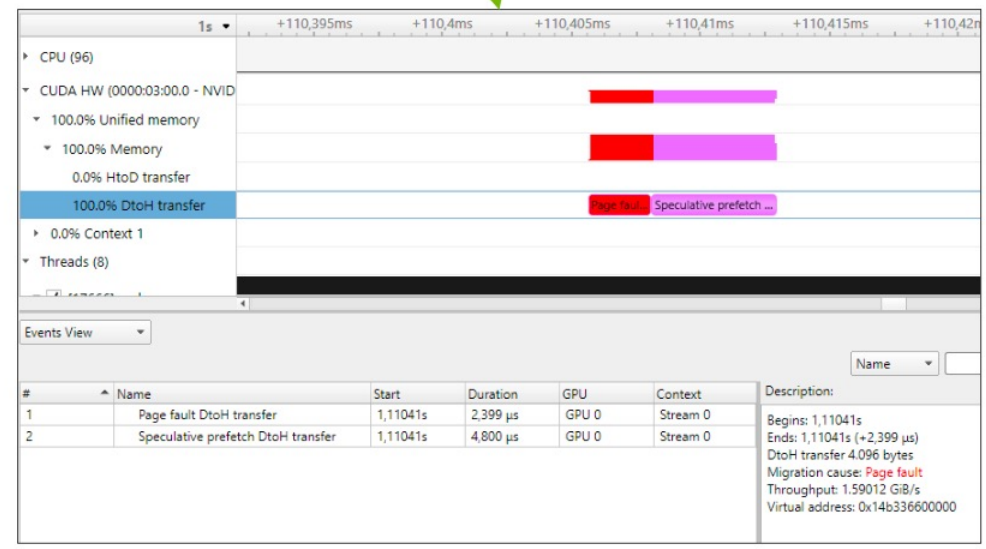 1s +110,395ms +110,4ms +110,405ms +110,41ms +110,415ms +110,42
CPU (96)
CUDA HW (0000:03:00.0 - NVID
100.0% Unified memory
100.0% Memory
0.0% HtoD transfer
100.0% DtoH transfer
Page faul... Speculative prefetch ...
0.0% Context 1
Threads (8)
Events View
Name
# Name Start Duration GPU Context Description:
1 Page fault DtoH transfer 1,11041s 2,399 μs GPU 0 Stream 0
2 Speculative prefetch DtoH transfer 1,11041s 4,800 μs GPU 0 Stream 0
Begins: 1,11041s
Ends: 1,11041s (+2,399 μs)
DtoH transfer 4.096 bytes
Migration cause: Page fault
Throughput: 1.59012 GiB/s
Virtual address: 0x14b336600000